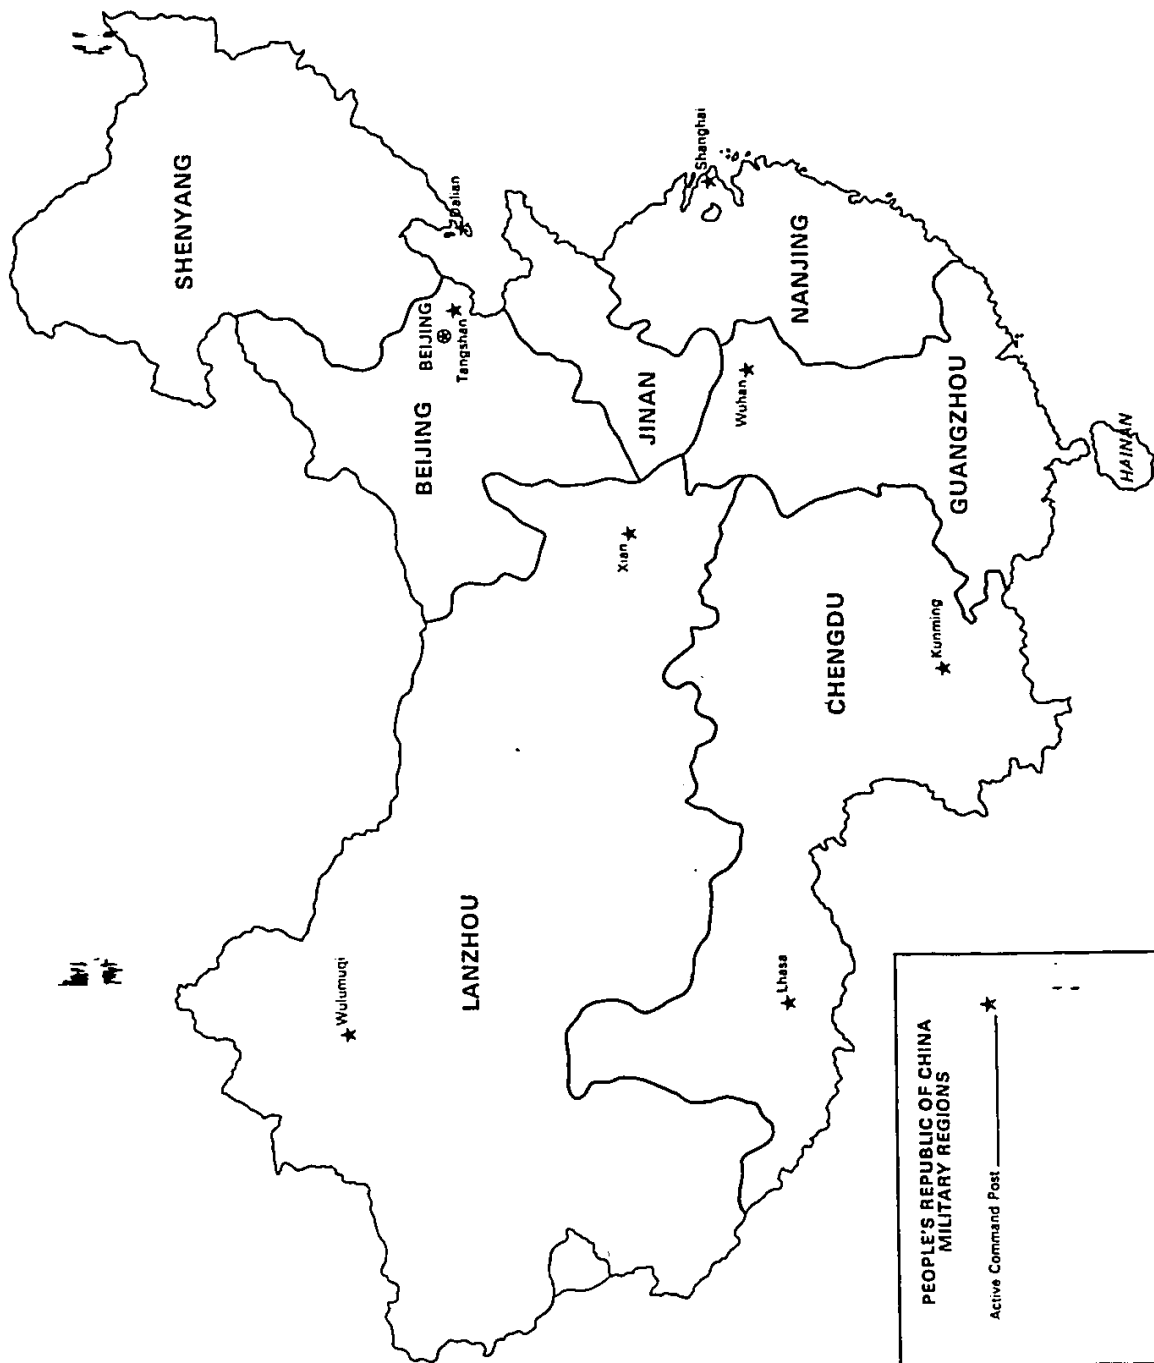 SHENYANG
Dalian
BEIJING
Tangshan
BEIJING
JINAN
Shanghai
NANJING
Wuhan
GUANGZHOU
HAINAN
Xian
CHENGDU
Kunming
LANZHOU
Wulumuqi
Lhasa
PEOPLE'S REPUBLIC OF CHINA
MILITARY REGIONS
Active Command Post